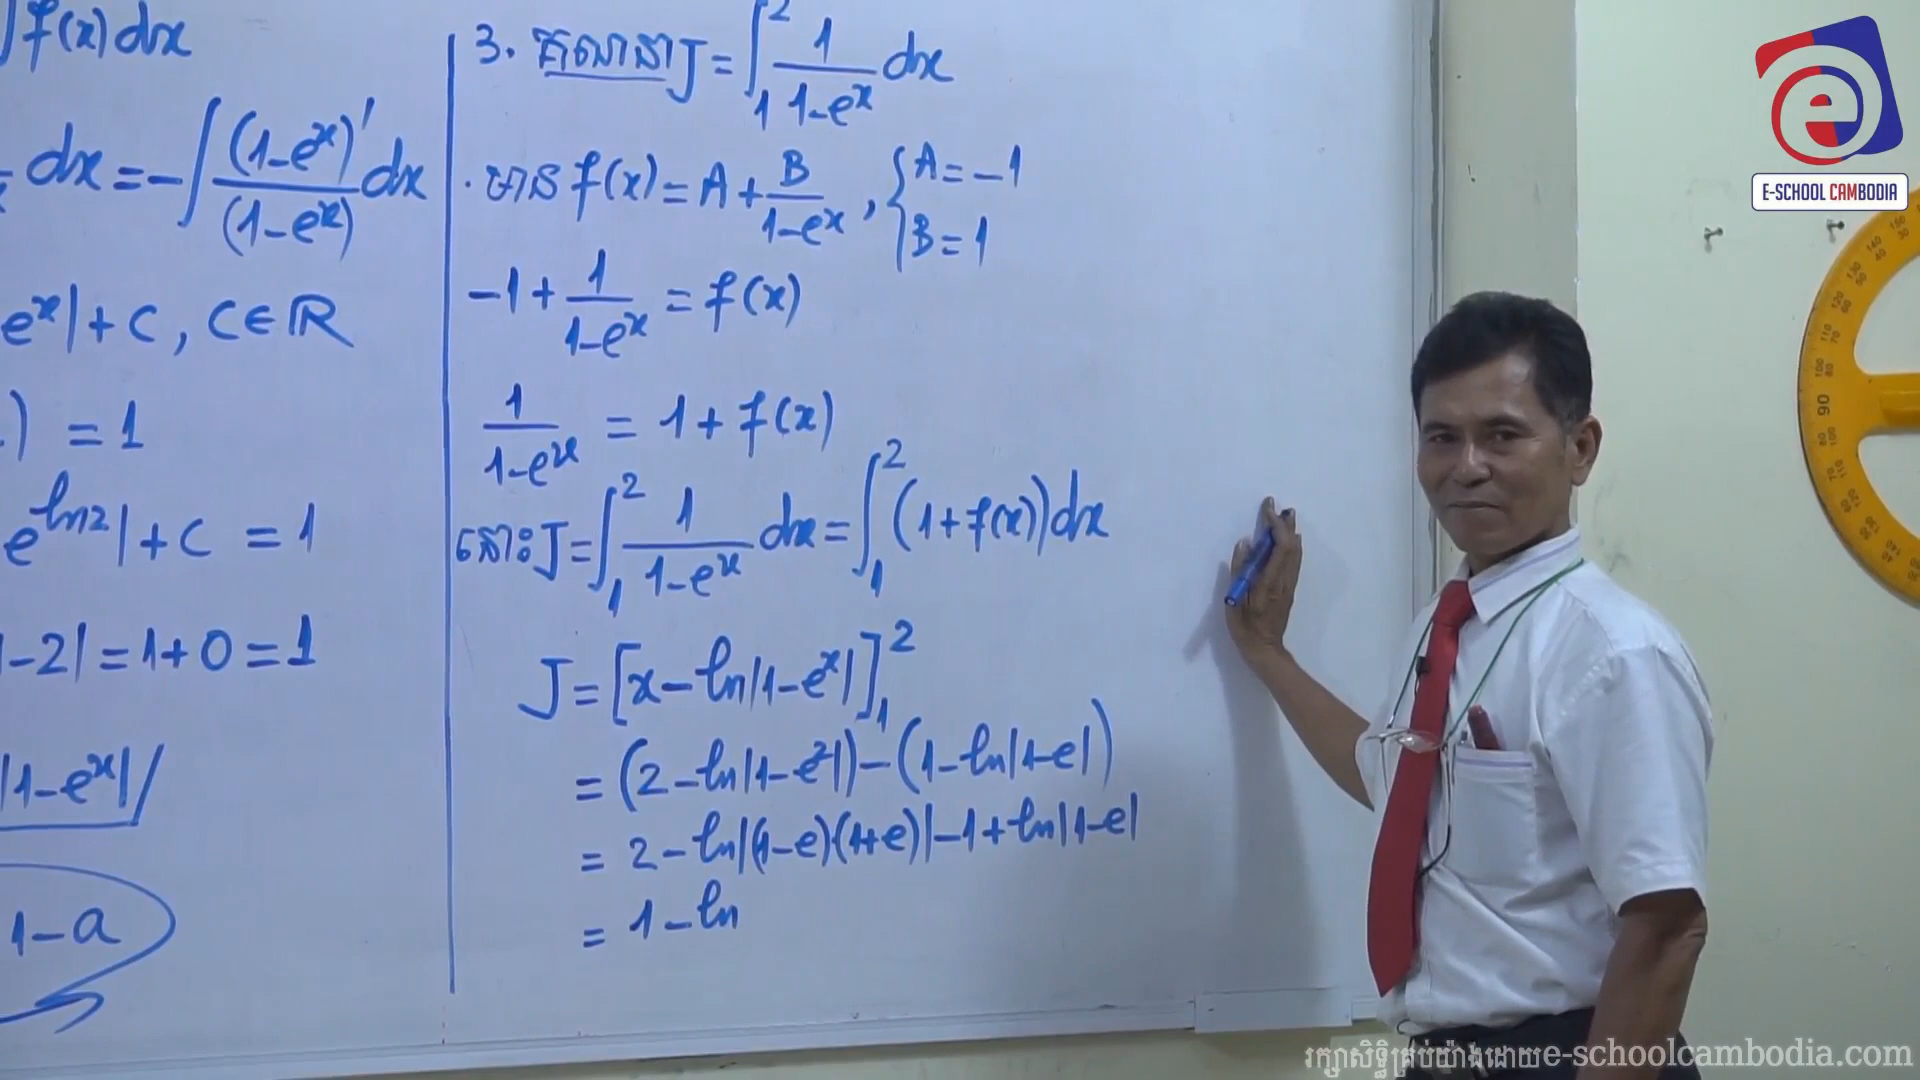 ∫f(x)dx
dx = -∫ (1-eˣ)' / (1-eˣ) dx
eˣ| + c , c∈ℝ
) = 1
e^{ln2}| + c = 1
-2| = 1+0 = 1
|1-eˣ| /
1-a
3. គណនា J = ∫₁² 1/(1-eˣ) dx
· មាន f(x) = A + B/(1-eˣ) , { A = -1
B = 1
-1 + 1/(1-eˣ) = f(x)
1/(1-eˣ) = 1 + f(x)
នោះ J = ∫₁² 1/(1-eˣ) dx = ∫₁² (1+f(x))dx
J = [x - ln|1-eˣ|]₁²
= (2 - ln|1-e²|) - (1 - ln|1-e|)
= 2 - ln|(1-e)(1+e)| - 1 + ln|1-e|
= 1 - ln
e
E-SCHOOL CAMBODIA
90
រក្សាសិទ្ធិគ្រប់យ៉ាងដោយ e-schoolcambodia.com